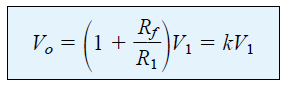 V_o = (1 + R_f / R_1) V_1 = kV_1